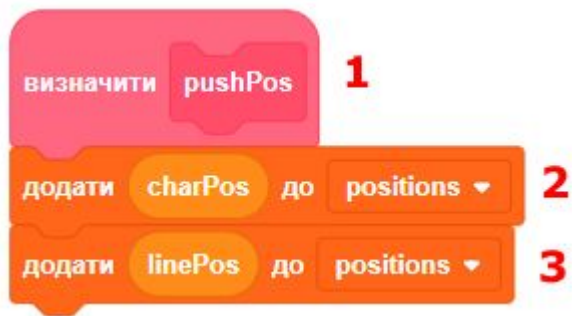 визначити pushPos 1
додати charPos до positions 2
додати linePos до positions 3